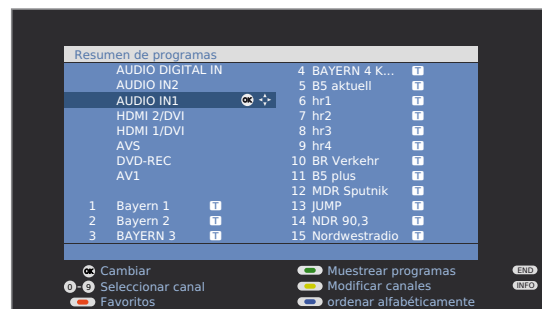 Resumen de programas
AUDIO DIGITAL IN
AUDIO IN2
AUDIO IN1 OK
HDMI 2/DVI
HDMI 1/DVI
AVS
DVD-REC
AV1
1 Bayern 1 T
2 Bayern 2 T
3 BAYERN 3 T
4 BAYERN 4 K... T
5 B5 aktuell T
6 hr1 T
7 hr2 T
8 hr3 T
9 hr4 T
10 BR Verkehr T
11 B5 plus T
12 MDR Sputnik T
13 JUMP T
14 NDR 90,3 T
15 Nordwestradio T
OK Cambiar
0-9 Seleccionar canal
Favoritos
Muestrear programas
Modificar canales
ordenar alfabéticamente
END
INFO